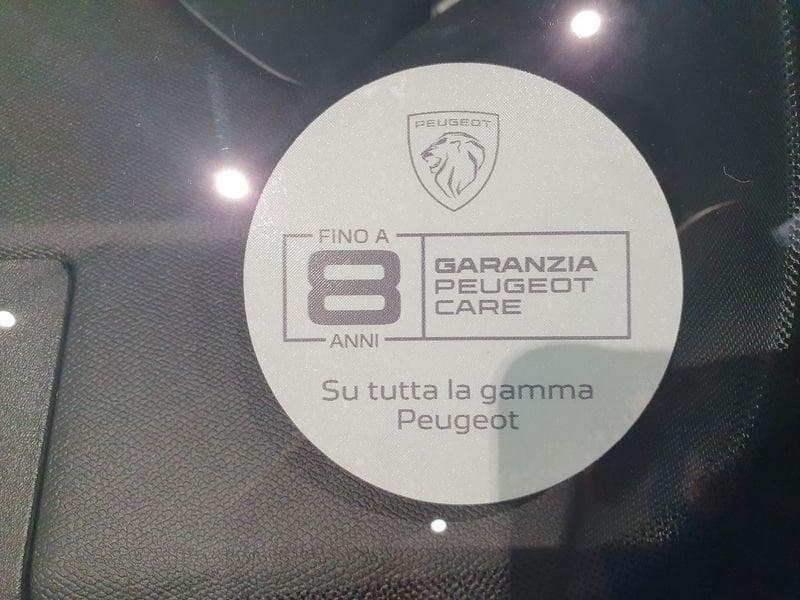 PEUGEOT
FINO A
8
ANNI
GARANZIA
PEUGEOT
CARE
Su tutta la gamma
Peugeot